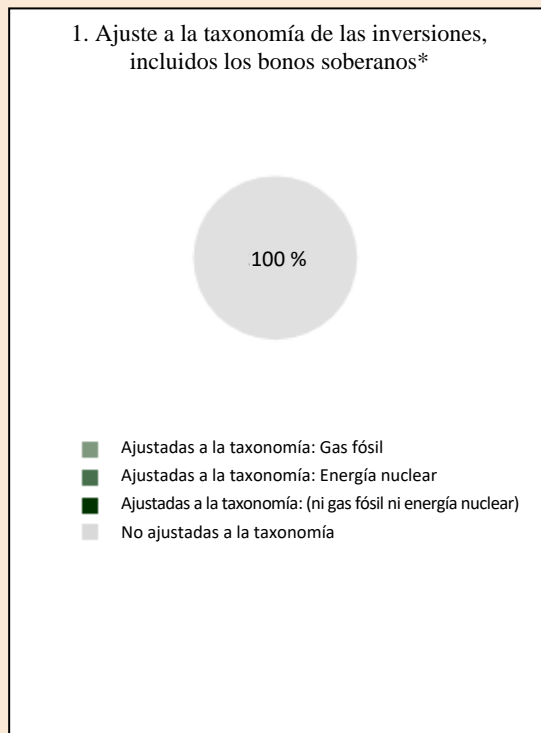 1. Ajuste a la taxonomía de las inversiones,
incluidos los bonos soberanos*
100 %
Ajustadas a la taxonomía: Gas fósil
Ajustadas a la taxonomía: Energía nuclear
Ajustadas a la taxonomía: (ni gas fósil ni energía nuclear)
No ajustadas a la taxonomía